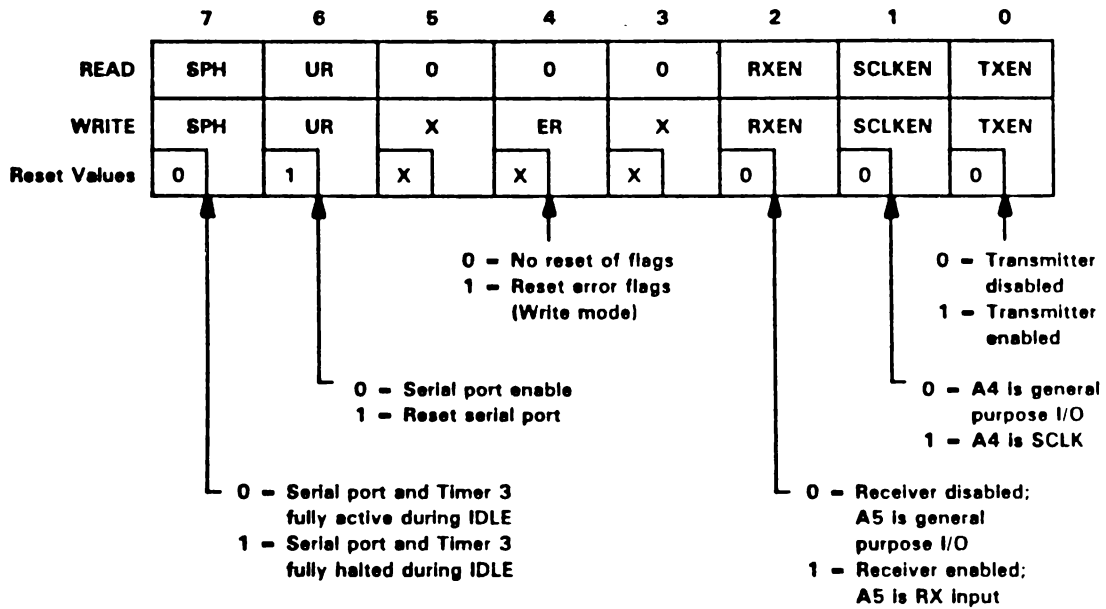 7 6 5 4 3 2 1 0
READ SPH UR 0 0 0 RXEN SCLKEN TXEN
WRITE SPH UR X ER X RXEN SCLKEN TXEN
Reset Values 0 1 X X X 0 0 0
0 = No reset of flags
1 = Reset error flags
(Write mode)
0 = Transmitter
disabled
1 = Transmitter
enabled
0 = Serial port enable
1 = Reset serial port
0 = A4 is general
purpose I/O
1 = A4 is SCLK
0 = Serial port and Timer 3
fully active during IDLE
1 = Serial port and Timer 3
fully halted during IDLE
0 = Receiver disabled;
A5 is general
purpose I/O
1 = Receiver enabled;
A5 is RX input